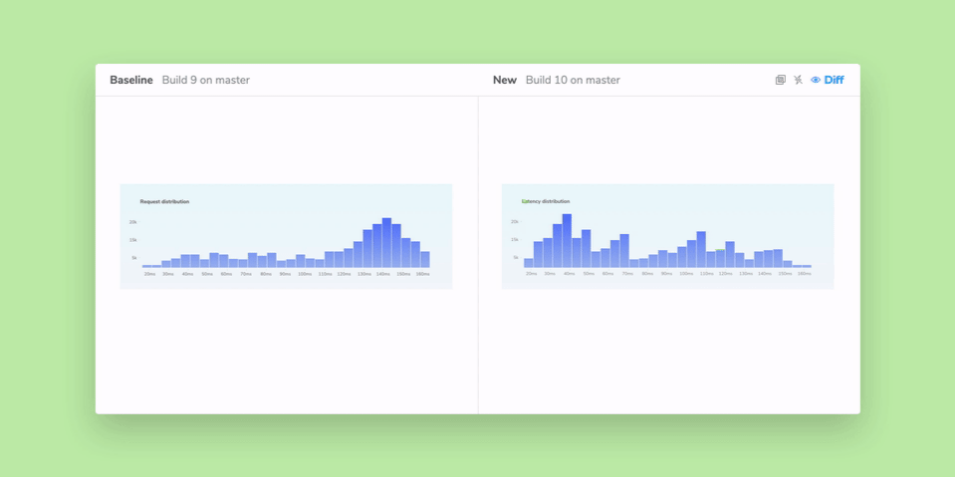 Baseline Build 9 on master
New Build 10 on master
Diff
Request distribution
20k
10k
5k
20ms 30ms 40ms 50ms 60ms 70ms 80ms 90ms 100ms 110ms 120ms 130ms 140ms 150ms 160ms
Latency distribution
20k
10k
5k
20ms 30ms 40ms 50ms 60ms 70ms 80ms 90ms 100ms 110ms 120ms 130ms 140ms 150ms 160ms